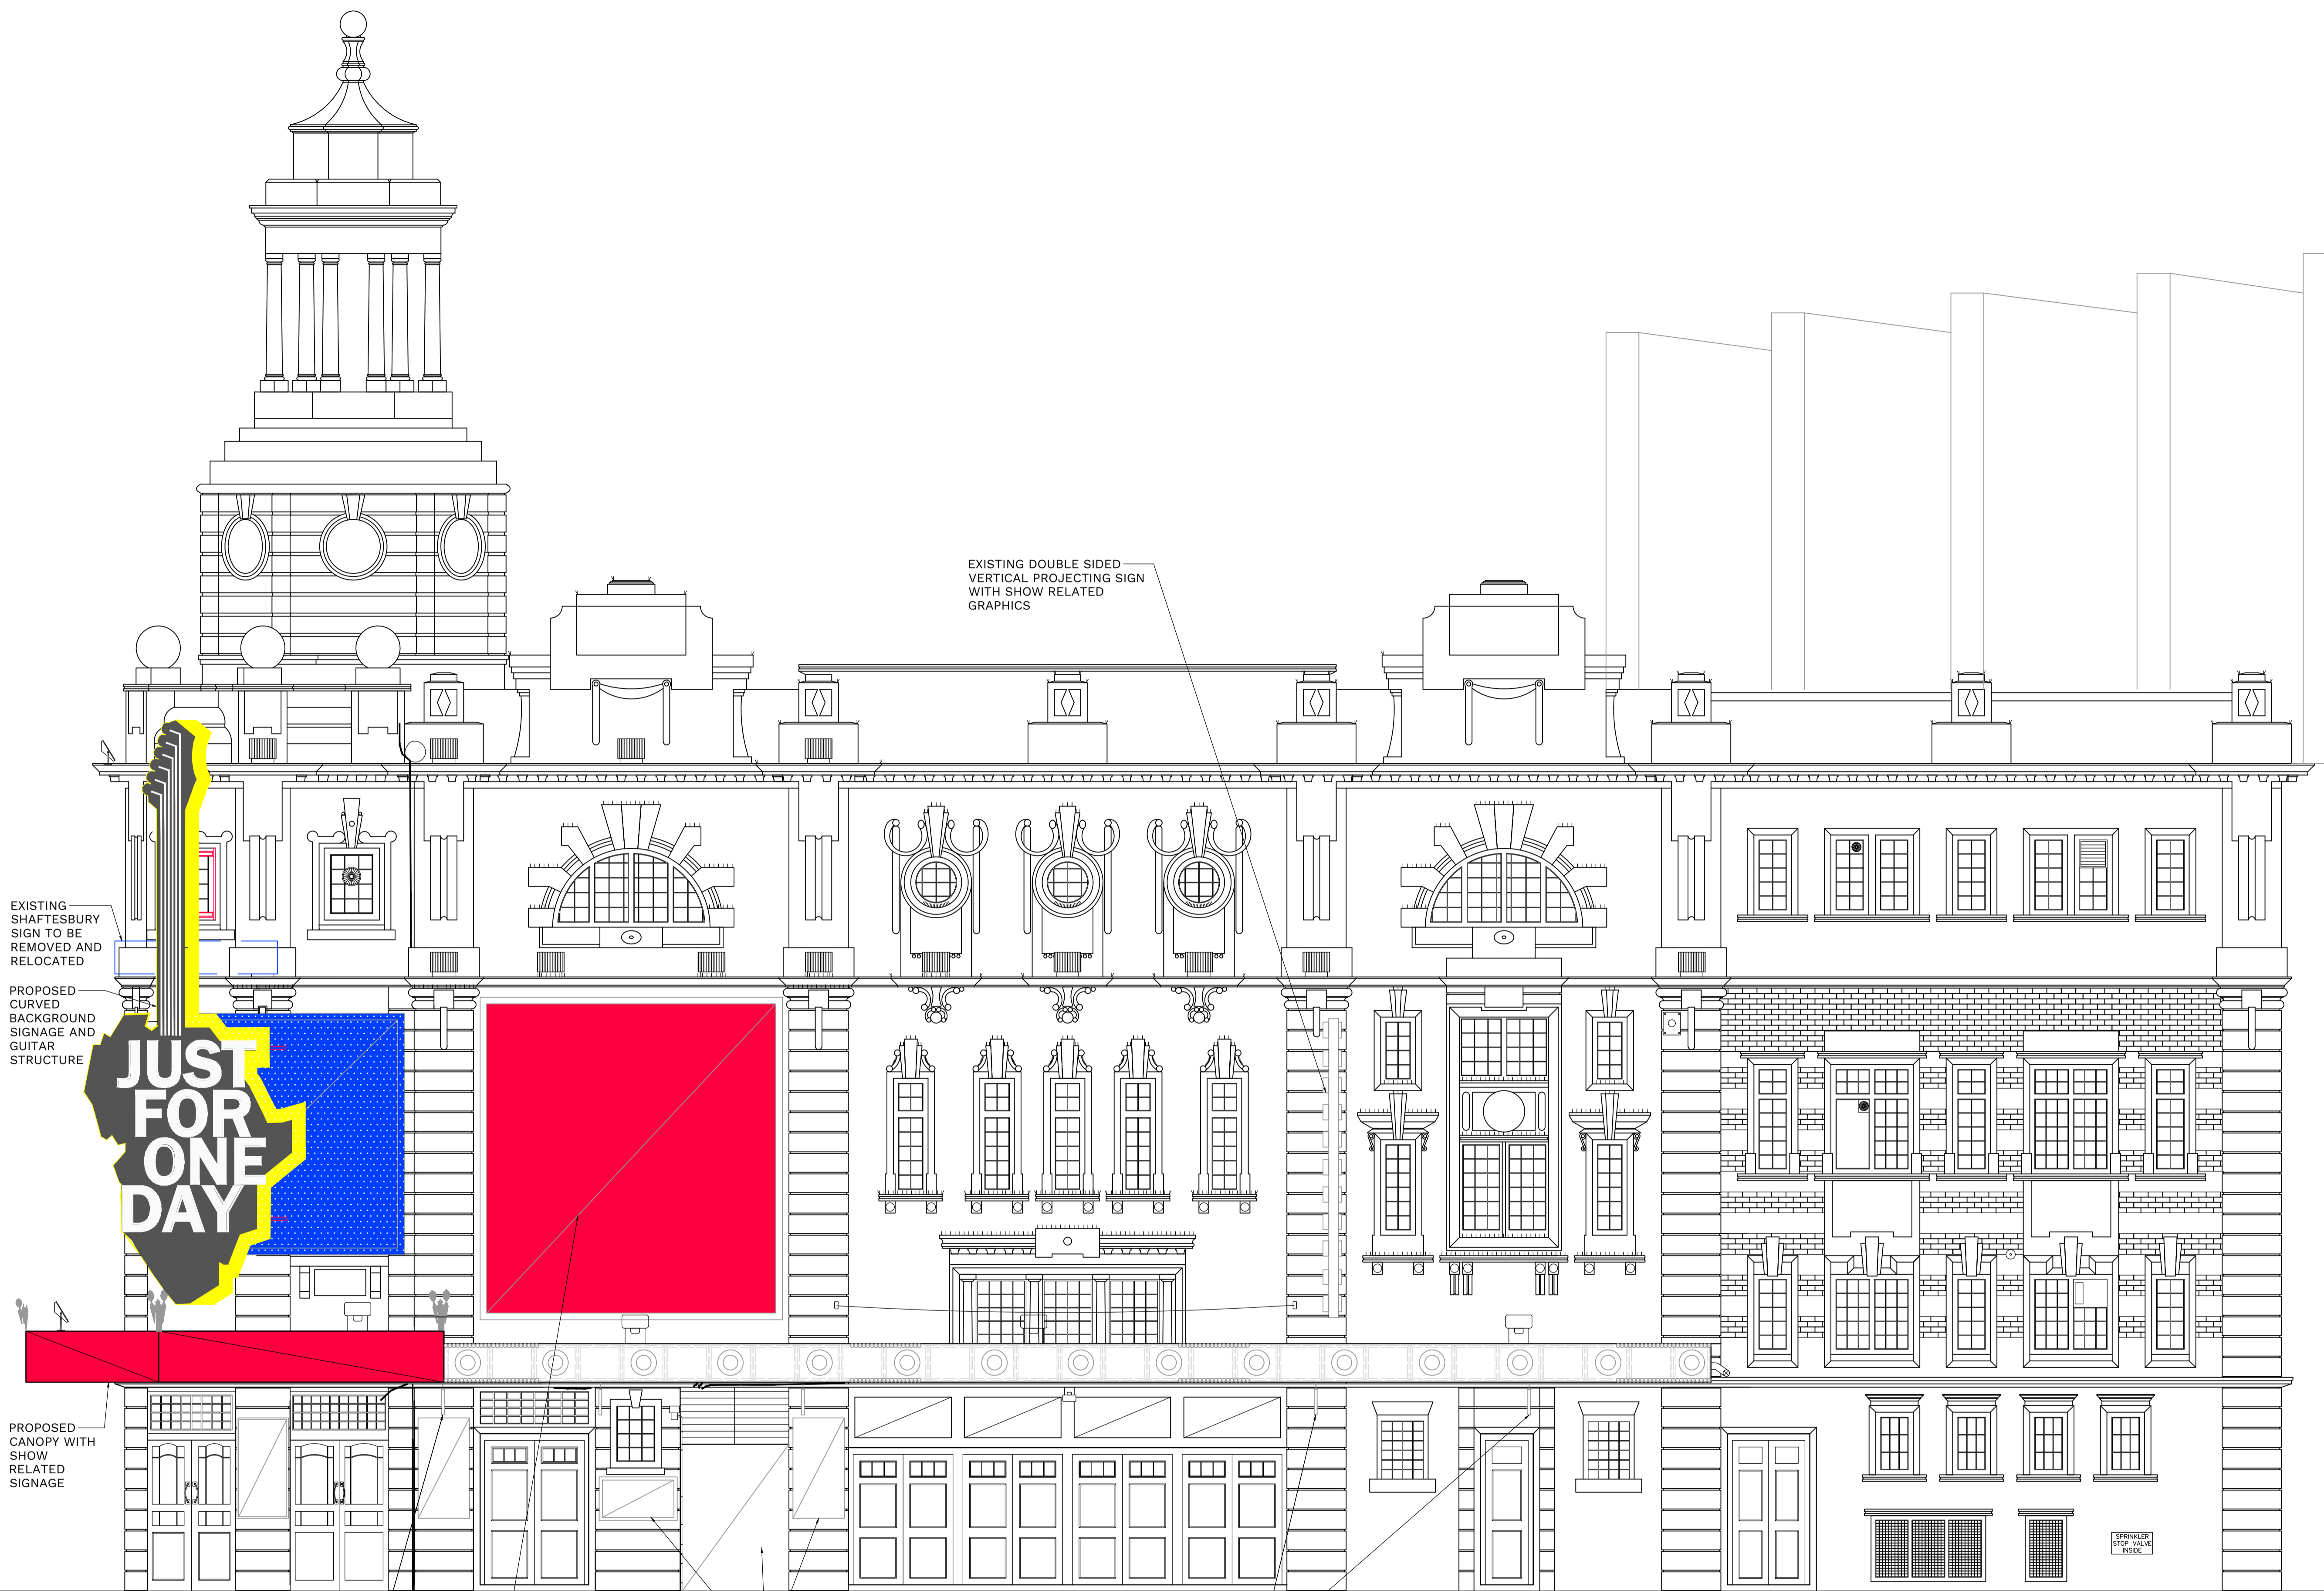 EXISTING DOUBLE SIDED
VERTICAL PROJECTING SIGN
WITH SHOW RELATED
GRAPHICS
EXISTING
SHAFTESBURY
SIGN TO BE
REMOVED AND
RELOCATED
PROPOSED
CURVED
BACKGROUND
SIGNAGE AND
GUITAR
STRUCTURE
JUST
FOR
ONE
DAY
PROPOSED
CANOPY WITH
SHOW
RELATED
SIGNAGE
SPRINKLER
STOP VALVE
INSIDE